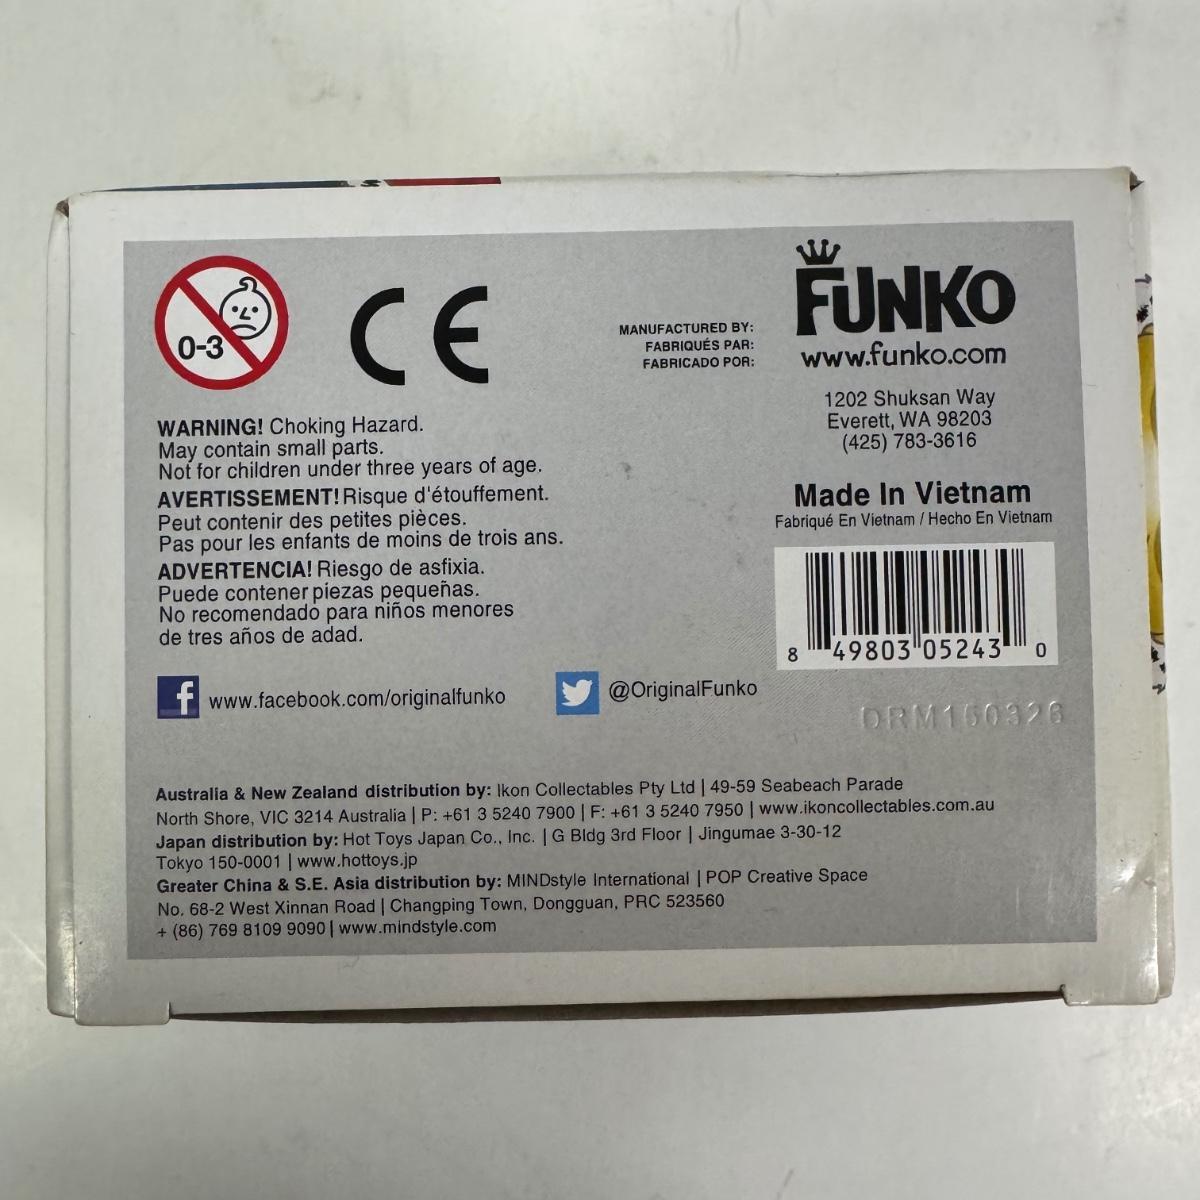 0-3
CE
MANUFACTURED BY:
FABRIQUÉS PAR:
FABRICADO POR:
FUNKO
www.funko.com
1202 Shuksan Way
Everett, WA 98203
(425) 783-3616
Made In Vietnam
Fabriqué En Vietnam / Hecho En Vietnam
8 49803 05243 0
DRM150326
WARNING! Choking Hazard.
May contain small parts.
Not for children under three years of age.
AVERTISSEMENT! Risque d'étouffement.
Peut contenir des petites pièces.
Pas pour les enfants de moins de trois ans.
ADVERTENCIA! Riesgo de asfixia.
Puede contener piezas pequeñas.
No recomendado para niños menores
de tres años de adad.
f www.facebook.com/originalfunko
@OriginalFunko
Australia & New Zealand distribution by: Ikon Collectables Pty Ltd | 49-59 Seabeach Parade
North Shore, VIC 3214 Australia | P: +61 3 5240 7900 | F: +61 3 5240 7950 | www.ikoncollectables.com.au
Japan distribution by: Hot Toys Japan Co., Inc. | G Bldg 3rd Floor | Jingumae 3-30-12
Tokyo 150-0001 | www.hottoys.jp
Greater China & S.E. Asia distribution by: MINDstyle International | POP Creative Space
No. 68-2 West Xinnan Road | Changping Town, Dongguan, PRC 523560
+ (86) 769 8109 9090 | www.mindstyle.com